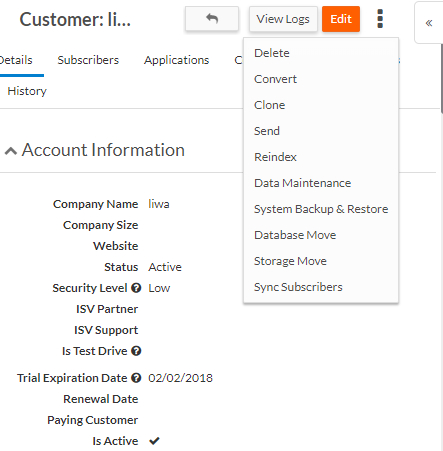 Customer: li...
View Logs
Edit
«
Details
Subscribers
Applications
C
s
History
Delete
Convert
Clone
Send
Reindex
Data Maintenance
System Backup & Restore
Database Move
Storage Move
Sync Subscribers
Account Information
Company Name liwa
Company Size
Website
Status Active
Security Level ? Low
ISV Partner
ISV Support
Is Test Drive ?
Trial Expiration Date ? 02/02/2018
Renewal Date
Paying Customer
Is Active ✔